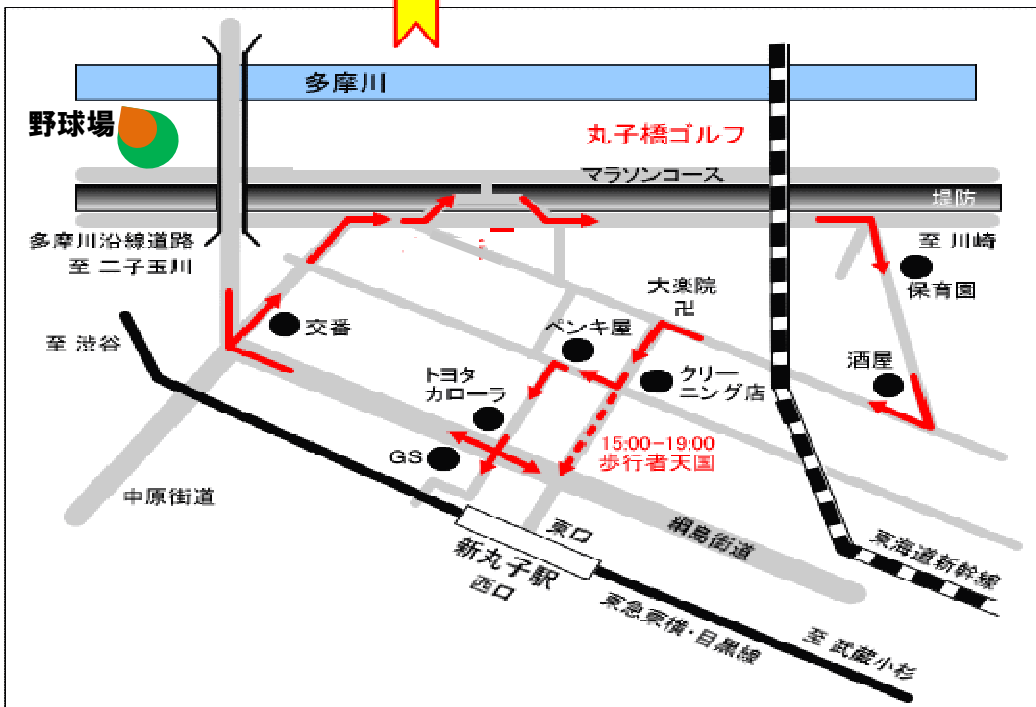 多摩川
野球場
丸子橋ゴルフ
マラソンコース
堤防
多摩川沿線道路
至 二子玉川
至 川崎
保育園
大楽院
卍
交番
ペンキ屋
至 渋谷
トヨタ
カローラ
クリー
ニング店
酒屋
GS
15:00-19:00
歩行者天国
中原街道
東口
綱島街道
新丸子駅
西口
東海道新幹線
東急東横・目黒線
至 武蔵小杉